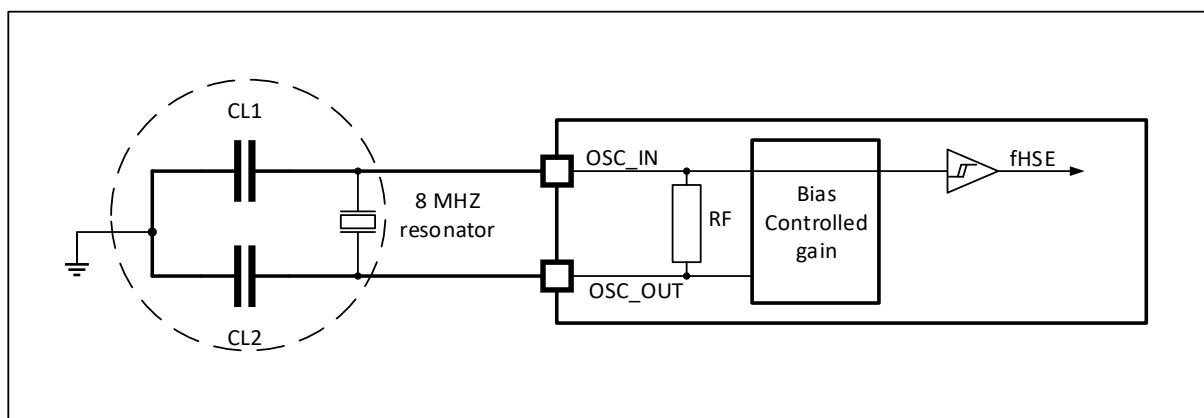 CL1
OSC_IN
fHSE
8 MHZ
resonator
RF
Bias
Controlled
gain
OSC_OUT
CL2